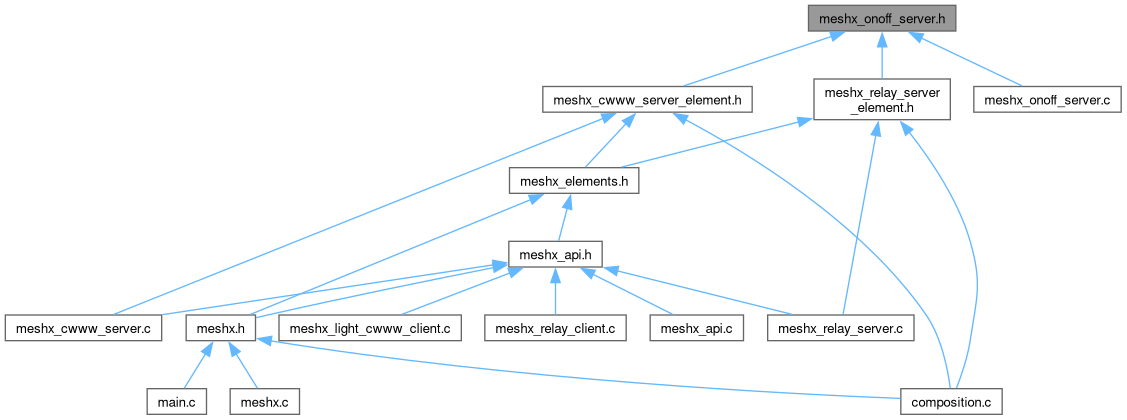 meshx_onoff_server.h
meshx_cwww_server_element.h
meshx_relay_server
_element.h
meshx_onoff_server.c
meshx_elements.h
meshx_api.h
meshx_cwww_server.c
meshx.h
meshx_light_cwww_client.c
meshx_relay_client.c
meshx_api.c
meshx_relay_server.c
main.c
meshx.c
composition.c